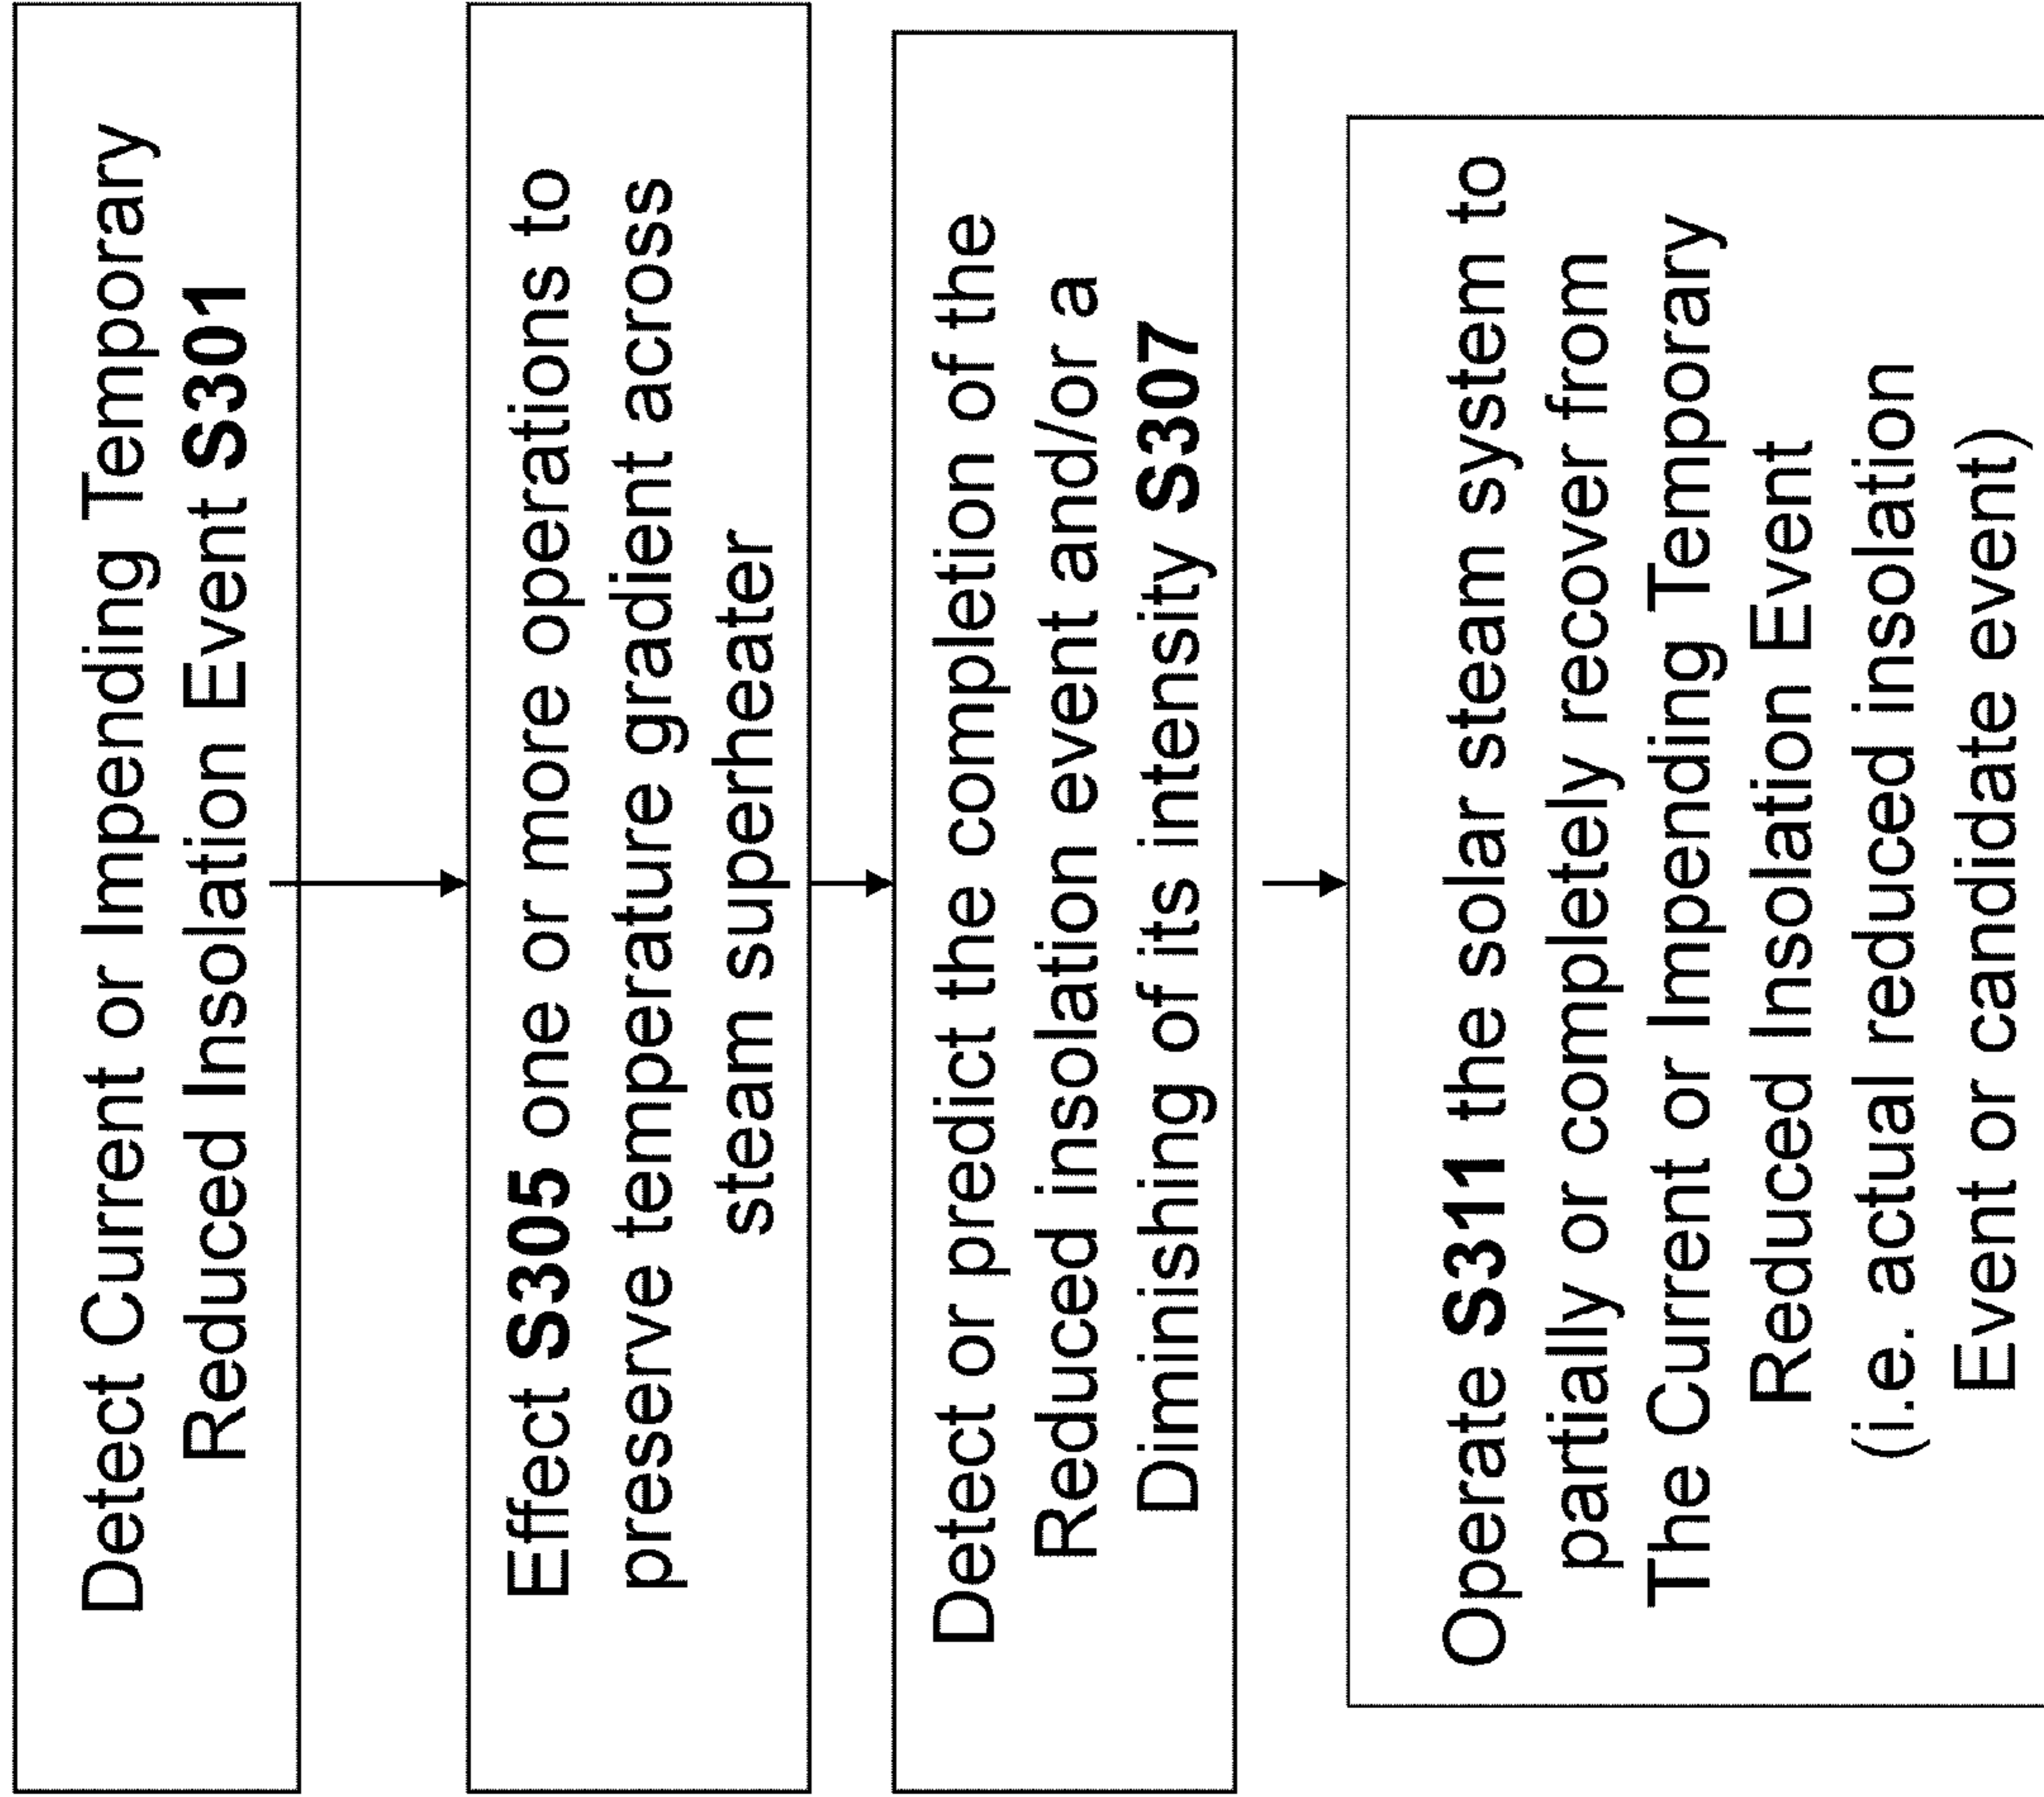 Detect Current or Impending Temporary
Reduced Insolation Event S301
Effect S305 one or more operations to
preserve temperature gradient across
steam superheater
Detect or predict the completion of the
Reduced insolation event and/or a
Diminishing of its intensity S307
Operate S311 the solar steam system to
partially or completely recover from
The Current or Impending Temporary
Reduced Insolation Event
(i.e. actual reduced insolation
Event or candidate event)